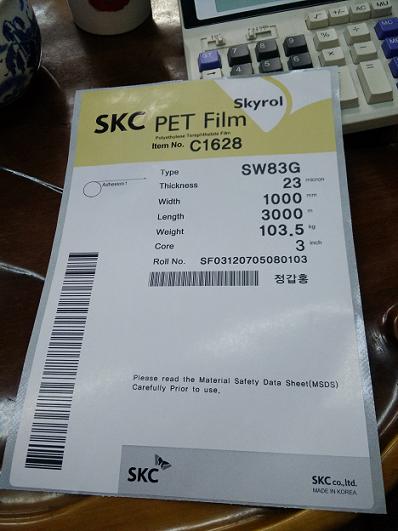 Skyrol
SKC PET Film
Polyethylene Terephthalate Film
Item No. C1628
Type SW83G
Adhesion↑
Thickness 23 micron
Width 1000 mm
Length 3000 m
Weight 103.5 kg
Core 3 inch
Roll No. SF03120705080103
정갑홍
Please read the Material Safety Data Sheet(MSDS)
Carefully Prior to use.
SKC
SKC co.,ltd.
MADE IN KOREA